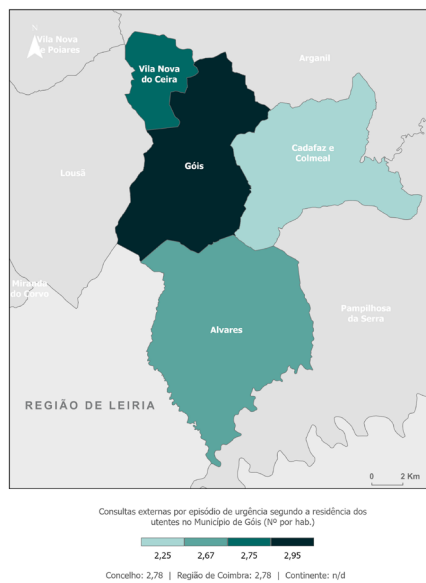 Vila Nova
de Poiares
Arganil
Vila Nova
do Ceira
Cadafaz e
Colmeal
Góis
Lousã
Miranda
do Corvo
Pampilhosa
da Serra
Alvares
REGIÃO DE LEIRIA
0 2 Km
Consultas externas por episódio de urgência segundo a residência dos
utentes no Município de Góis (Nº por hab.)
2,25 2,67 2,75 2,95
Concelho: 2,78 | Região de Coimbra: 2,78 | Continente: n/d